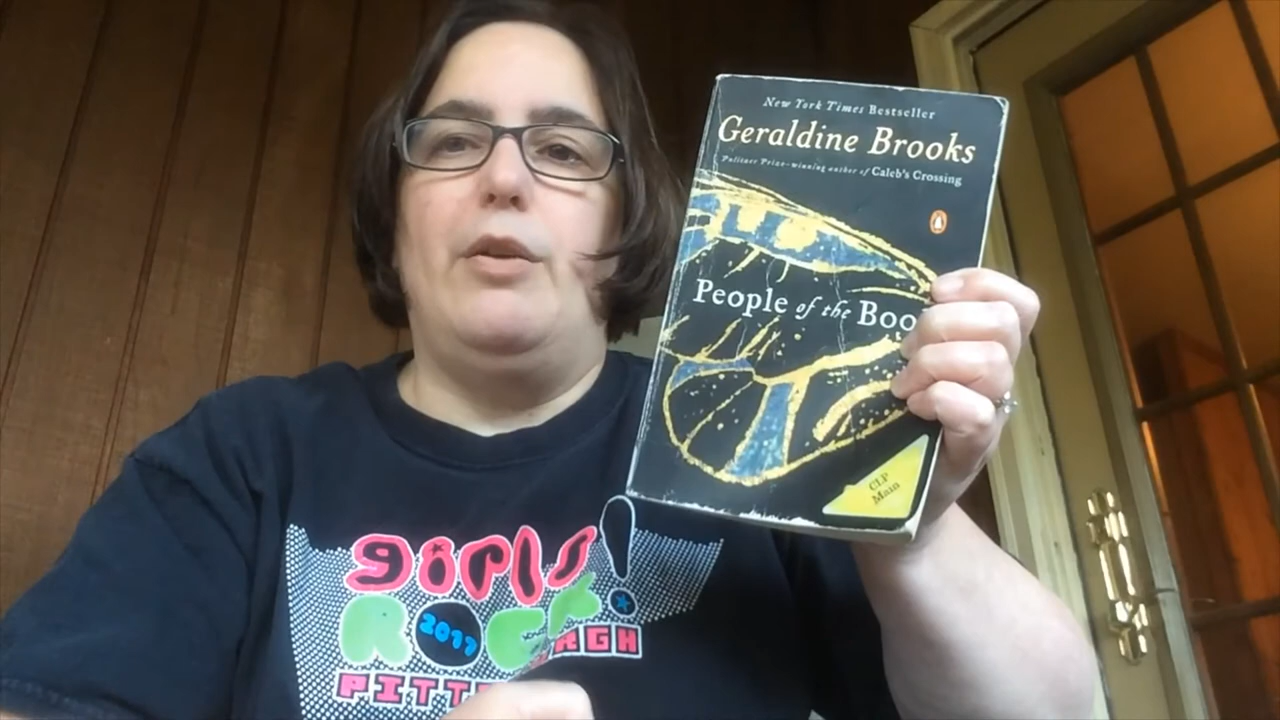 New York Times Bestseller
Geraldine Brooks
Pulitzer Prize-winning author of Caleb's Crossing
People of the Boo
CLP
Main
girls!
ROCK
2017
PITT RGH